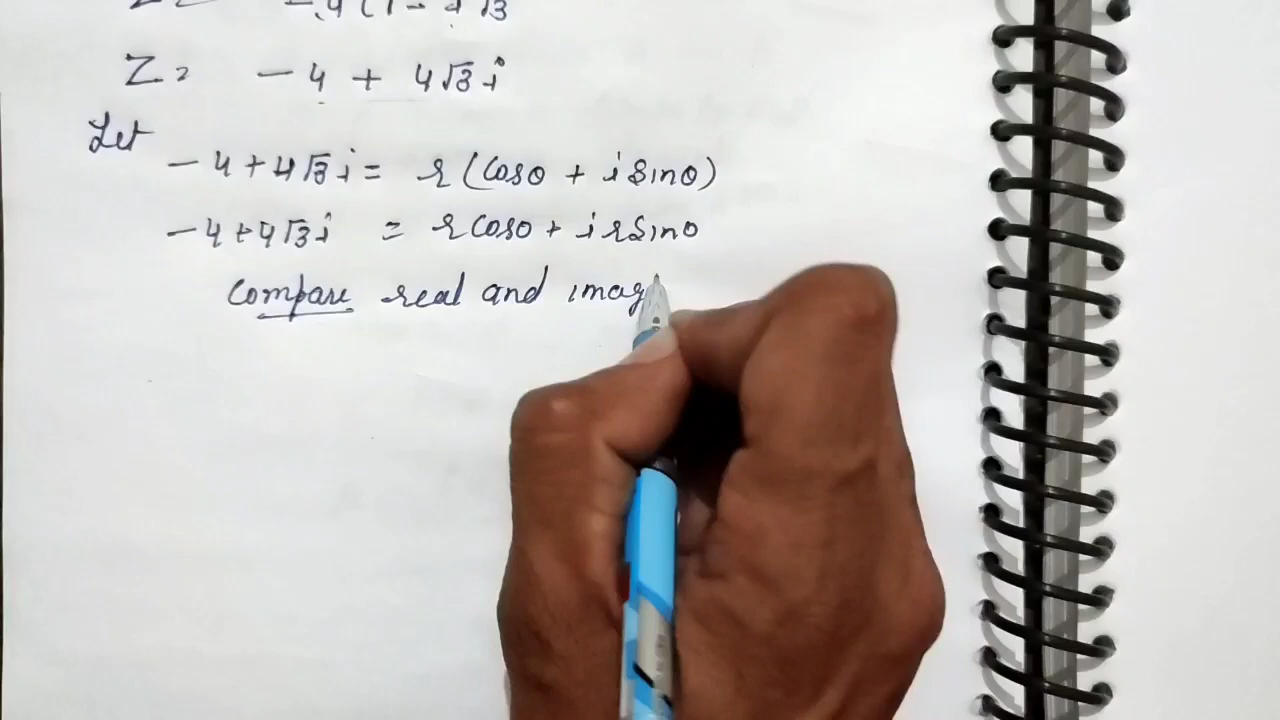 Z = - 4 + 4√3 i
Let
- 4 + 4√3 i = r (Cosθ + i Sinθ)
- 4 + 4√3 i = r Cosθ + i r Sinθ
Compare real and imag